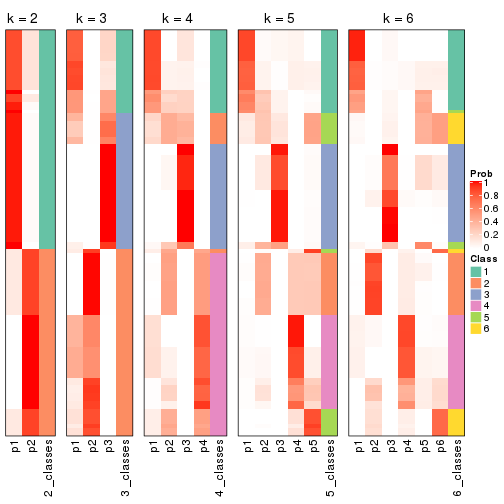 k = 2
k = 3
k = 4
k = 5
k = 6
Prob
1
0.8
0.6
0.4
0.2
0
Class
1
2
3
4
5
6
p1
p2
2_classes
p1
p2
p3
3_classes
p1
p2
p3
p4
4_classes
p1
p2
p3
p4
p5
5_classes
p1
p2
p3
p4
p5
p6
6_classes